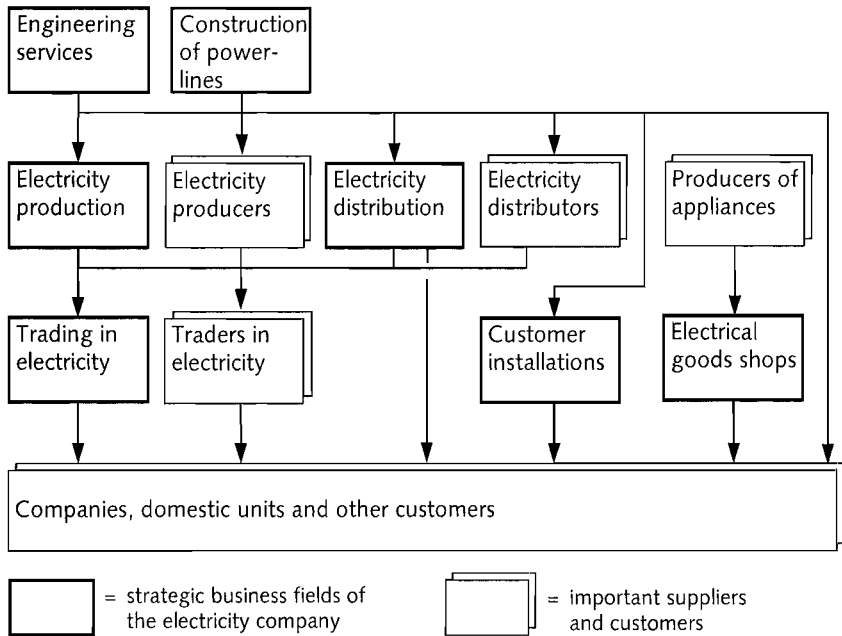 Engineering
services
Construction
of power-
lines
Electricity
production
Electricity
producers
Electricity
distribution
Electricity
distributors
Producers of
appliances
Trading in
electricity
Traders in
electricity
Customer
installations
Electrical
goods shops
Companies, domestic units and other customers
= strategic business fields of
the electricity company
= important suppliers
and customers